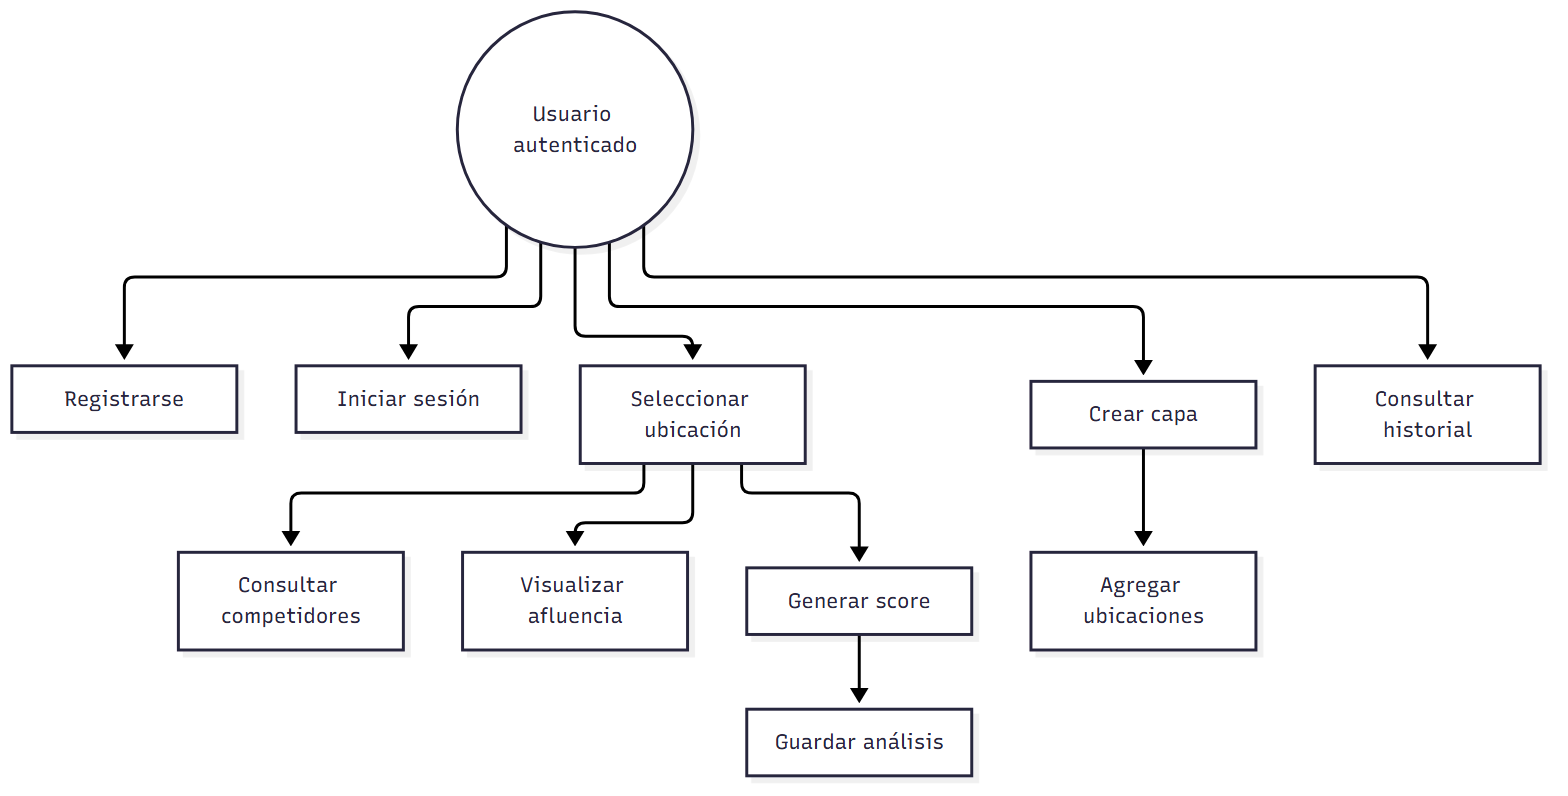 Usuario
autenticado
Registrarse
Iniciar sesión
Seleccionar
ubicación
Crear capa
Consultar
historial
Consultar
competidores
Visualizar
afluencia
Generar score
Agregar
ubicaciones
Guardar análisis